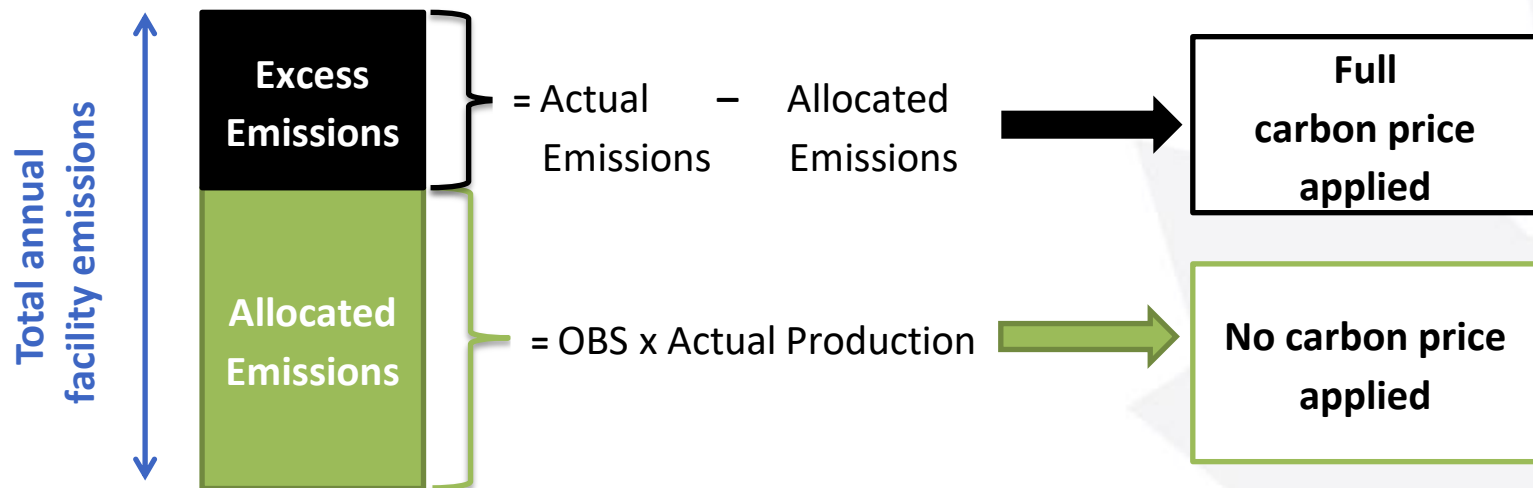 Total annual
facility emissions
Excess
Emissions
= Actual – Allocated
Emissions Emissions
Full
carbon price
applied
Allocated
Emissions
= OBS x Actual Production
No carbon price
applied